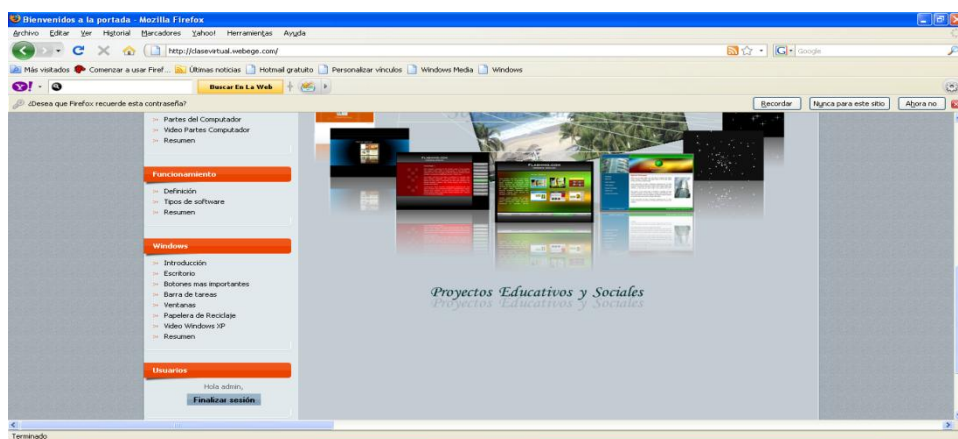 Bienvenidos a la portada - Mozilla Firefox
Archivo Editar Ver Historial Marcadores Yahoo! Herramientas Ayuda
http://clasevirtual.webege.com/
Google
Más visitados Comenzar a usar Firef... Últimas noticias Hotmail gratuito Personalizar vínculos Windows Media Windows
Buscar En La Web
¿Desea que Firefox recuerde esta contraseña? Recordar Nunca para este sitio Ahora no
Partes del Computador
Video Partes Computador
Resumen
Funcionamiento
Definición
Tipos de software
Resumen
Windows
Introducción
Escritorio
Botones mas importantes
Barra de tareas
Ventanas
Papelera de Reciclaje
Video Windows XP
Resumen
Proyectos Educativos y Sociales
Usuarios
Hola admin,
Finalizar sesión
Terminado